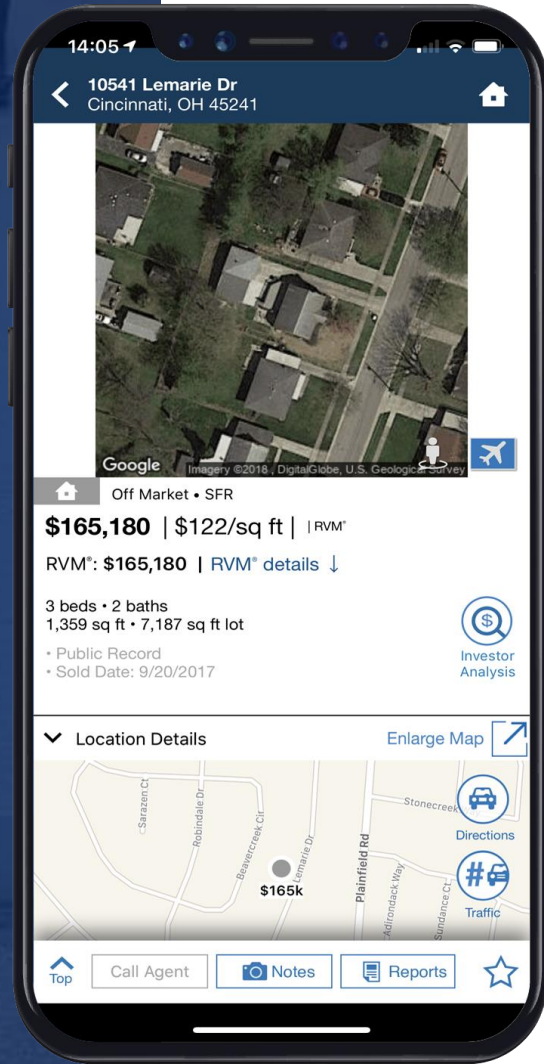 14:05
10541 Lemarie Dr
Cincinnati, OH 45241
Google
Imagery ©2018 , DigitalGlobe, U.S. Geological Survey
Off Market • SFR
$165,180 | $122/sq ft | | RVM®
RVM®: $165,180 | RVM® details ↓
3 beds • 2 baths
1,359 sq ft • 7,187 sq ft lot
• Public Record
• Sold Date: 9/20/2017
Investor
Analysis
Location Details
Enlarge Map
Sarazen Ct
Robindale Dr
Beavercreek Cir
Lemarie Dr
Plainfield Rd
Stonecreek
Adirondack Way
Sundance Ct
$165k
Directions
#
Traffic
Top
Call Agent
Notes
Reports